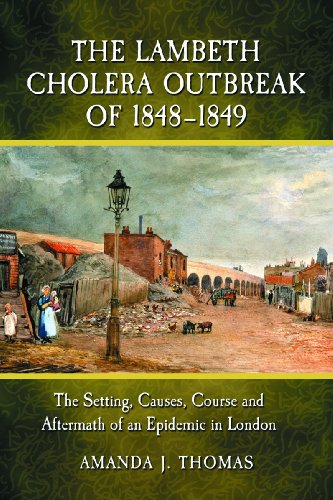 THE LAMBETH
CHOLERA OUTBREAK
OF 1848–1849
The Setting, Causes, Course and
Aftermath of an Epidemic in London
AMANDA J. THOMAS